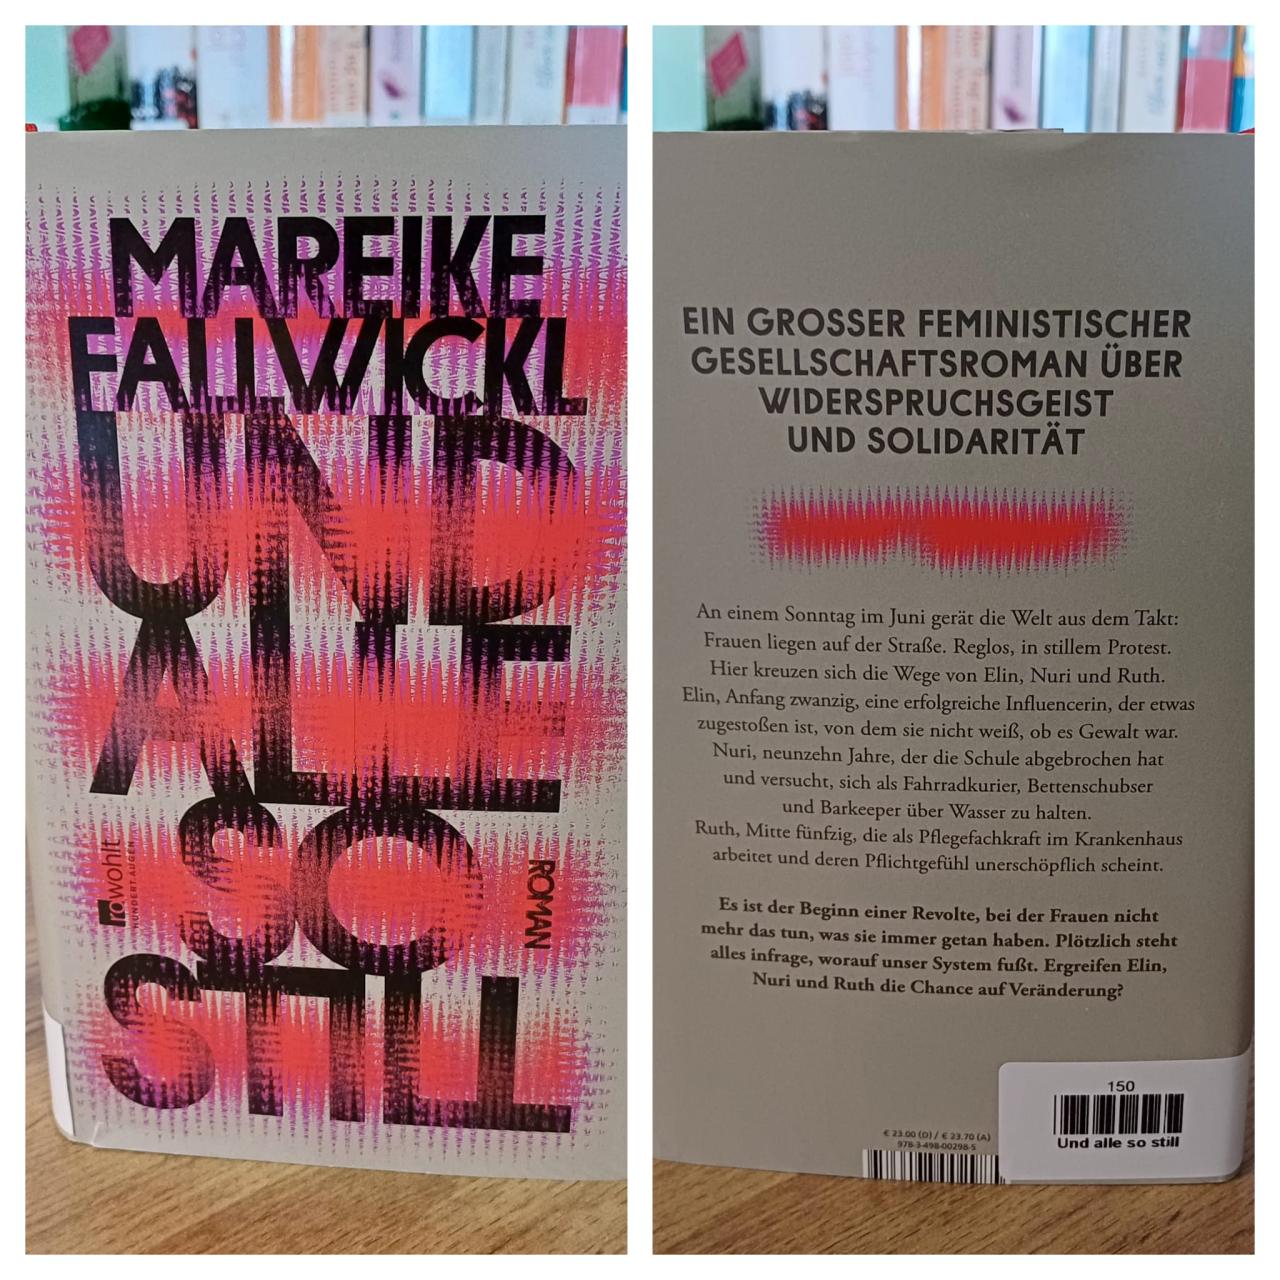 MAREIKE
FALLWICKL
UND
ALLE
SO
STILL
ROMAN
rowohlt
HUNDERT AUGEN
EIN GROSSER FEMINISTISCHER
GESELLSCHAFTSROMAN ÜBER
WIDERSPRUCHSGEIST
UND SOLIDARITÄT
An einem Sonntag im Juni gerät die Welt aus dem Takt:
Frauen liegen auf der Straße. Reglos, in stillem Protest.
Hier kreuzen sich die Wege von Elin, Nuri und Ruth.
Elin, Anfang zwanzig, eine erfolgreiche Influencerin, der etwas
zugestoßen ist, von dem sie nicht weiß, ob es Gewalt war.
Nuri, neunzehn Jahre, der die Schule abgebrochen hat
und versucht, sich als Fahrradkurier, Bettenschubser
und Barkeeper über Wasser zu halten.
Ruth, Mitte fünfzig, die als Pflegefachkraft im Krankenhaus
arbeitet und deren Pflichtgefühl unerschöpflich scheint.
Es ist der Beginn einer Revolte, bei der Frauen nicht
mehr das tun, was sie immer getan haben. Plötzlich steht
alles infrage, worauf unser System fußt. Ergreifen Elin,
Nuri und Ruth die Chance auf Veränderung?
€ 23.00 (D) / € 23.70 (A)
978-3-498-00298-5
150
Und alle so still